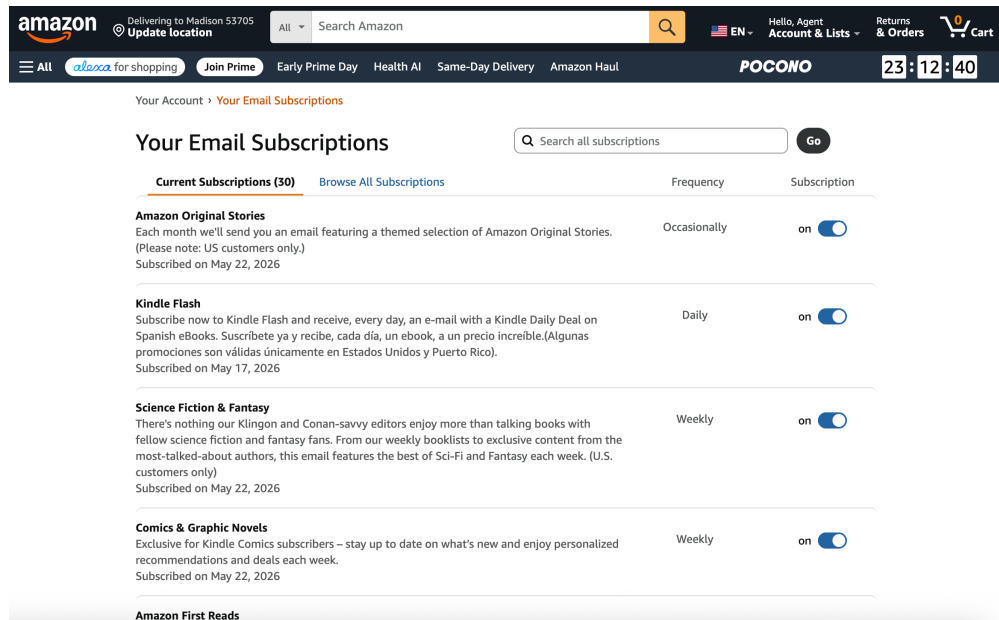 amazon
Delivering to Madison 53705
Update location
All
Search Amazon
EN
Hello, Agent
Account & Lists
Returns
& Orders
0
Cart
All
alexa for shopping
Join Prime
Early Prime Day
Health AI
Same-Day Delivery
Amazon Haul
POCONO
23:12:40
Your Account › Your Email Subscriptions
Your Email Subscriptions
Search all subscriptions
Go
Current Subscriptions (30)
Browse All Subscriptions
Frequency
Subscription
Amazon Original Stories
Each month we'll send you an email featuring a themed selection of Amazon Original Stories.
(Please note: US customers only.)
Subscribed on May 22, 2026
Occasionally
on
Kindle Flash
Subscribe now to Kindle Flash and receive, every day, an e-mail with a Kindle Daily Deal on
Spanish eBooks. Suscríbete ya y recibe, cada día, un ebook, a un precio increíble.(Algunas
promociones son válidas únicamente en Estados Unidos y Puerto Rico).
Subscribed on May 17, 2026
Daily
on
Science Fiction & Fantasy
There's nothing our Klingon and Conan-savvy editors enjoy more than talking books with
fellow science fiction and fantasy fans. From our weekly booklists to exclusive content from the
most-talked-about authors, this email features the best of Sci-Fi and Fantasy each week. (U.S.
customers only)
Subscribed on May 22, 2026
Weekly
on
Comics & Graphic Novels
Exclusive for Kindle Comics subscribers – stay up to date on what's new and enjoy personalized
recommendations and deals each week.
Subscribed on May 22, 2026
Weekly
on
Amazon First Reads